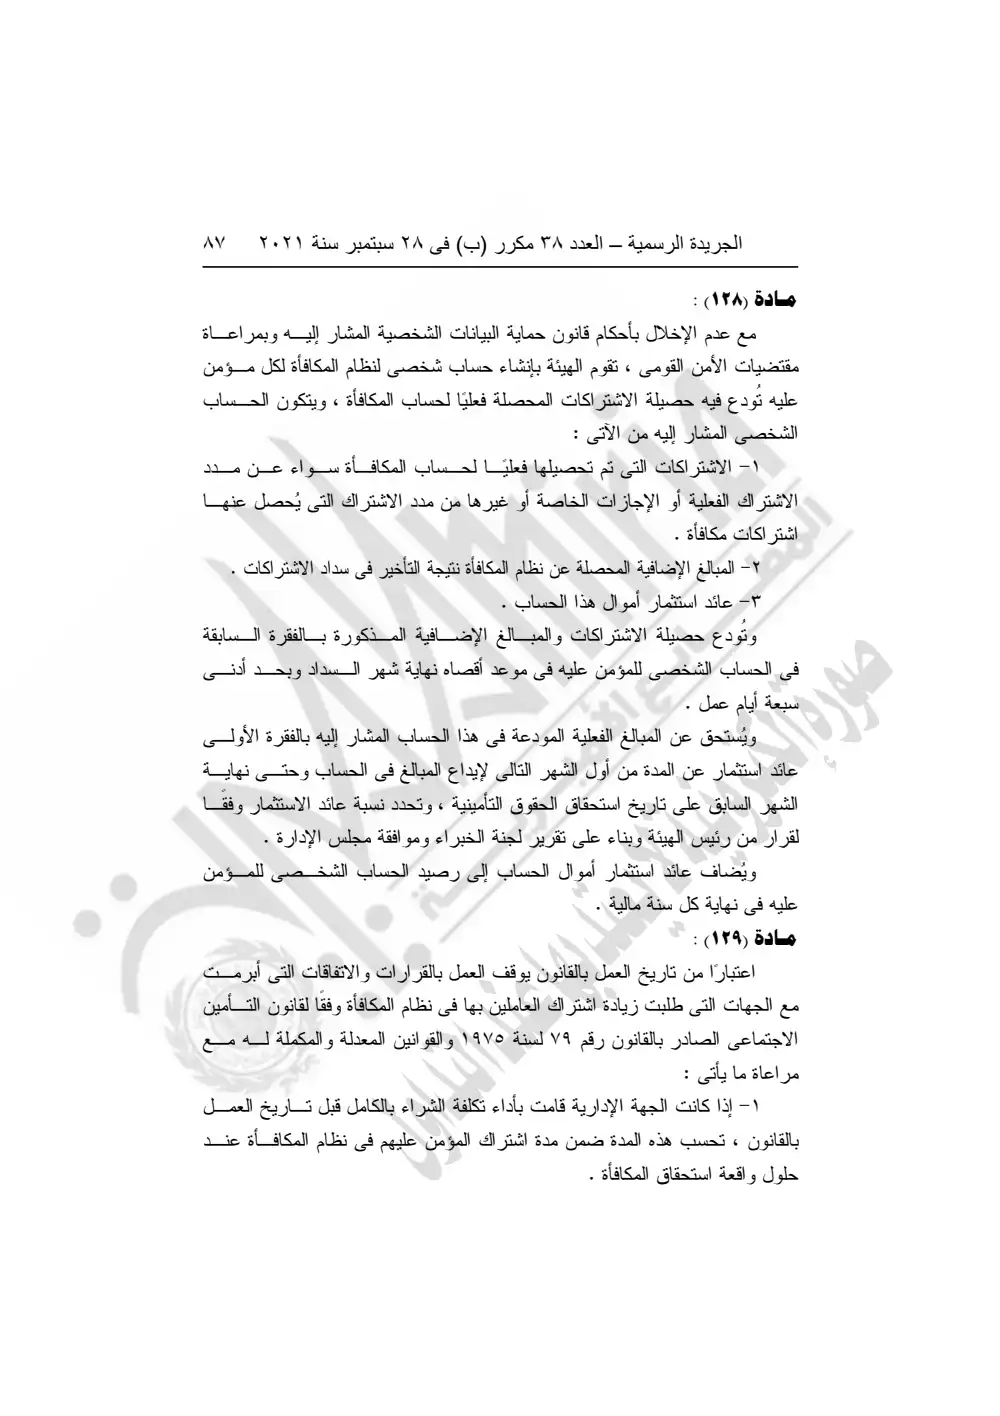 الجريدة الرسمية – العدد ٣٨ مكرر (ب) فى ٢٨ سبتمبر سنة ٢٠٢١ ٨٧
مادة (١٢٨) :
مع عدم الإخلال بأحكام قانون حماية البيانات الشخصية المشار إليه وبمراعاة
مقتضيات الأمن القومى ، تقوم الهيئة بإنشاء حساب شخصى لنظام المكافأة لكل مؤمن
عليه تُودع فيه حصيلة الاشتراكات المحصلة فعليًا لحساب المكافأة ، ويتكون الحساب
الشخصى المشار إليه من الآتى :
١- الاشتراكات التى تم تحصيلها فعليًا لحساب المكافأة سواء عن مدد
الاشتراك الفعلية أو الإجازات الخاصة أو غيرها من مدد الاشتراك التى يُحصل عنها
اشتراكات مكافأة .
٢- المبالغ الإضافية المحصلة عن نظام المكافأة نتيجة التأخير فى سداد الاشتراكات .
٣- عائد استثمار أموال هذا الحساب .
وتُودع حصيلة الاشتراكات والمبالغ الإضافية المذكورة بالفقرة السابقة
فى الحساب الشخصى للمؤمن عليه فى موعد أقصاه نهاية شهر السداد وبحد أدنى
سبعة أيام عمل .
ويُستحق عن المبالغ الفعلية المودعة فى هذا الحساب المشار إليه بالفقرة الأولى
عائد استثمار عن المدة من أول الشهر التالى لإيداع المبالغ فى الحساب وحتى نهاية
الشهر السابق على تاريخ استحقاق الحقوق التأمينية ، وتحدد نسبة عائد الاستثمار وفقًا
لقرار من رئيس الهيئة وبناء على تقرير لجنة الخبراء وموافقة مجلس الإدارة .
ويُضاف عائد استثمار أموال الحساب إلى رصيد الحساب الشخصى للمؤمن
عليه فى نهاية كل سنة مالية .
مادة (١٢٩) :
اعتبارًا من تاريخ العمل بالقانون يوقف العمل بالقرارات والاتفاقات التى أبرمت
مع الجهات التى طلبت زيادة اشتراك العاملين بها فى نظام المكافأة وفقًا لقانون التأمين
الاجتماعى الصادر بالقانون رقم ٧٩ لسنة ١٩٧٥ والقوانين المعدلة والمكملة له مع
مراعاة ما يأتى :
١- إذا كانت الجهة الإدارية قامت بأداء تكلفة الشراء بالكامل قبل تاريخ العمل
بالقانون ، تحسب هذه المدة ضمن مدة اشتراك المؤمن عليهم فى نظام المكافأة عند
حلول واقعة استحقاق المكافأة .